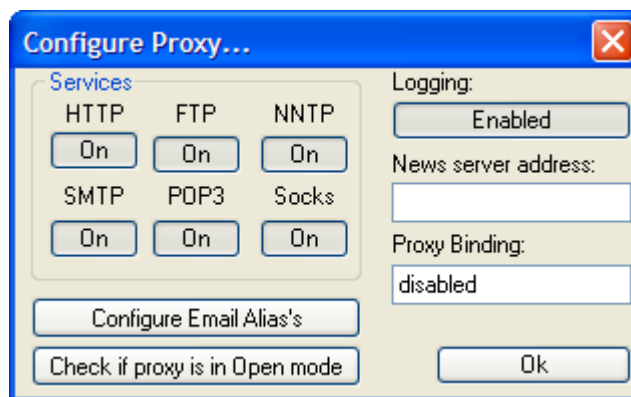 Configure Proxy...
Services
HTTP FTP NNTP
On On On
SMTP POP3 Socks
On On On
Configure Email Alias's
Check if proxy is in Open mode
Logging:
Enabled
News server address:
Proxy Binding:
disabled
Ok